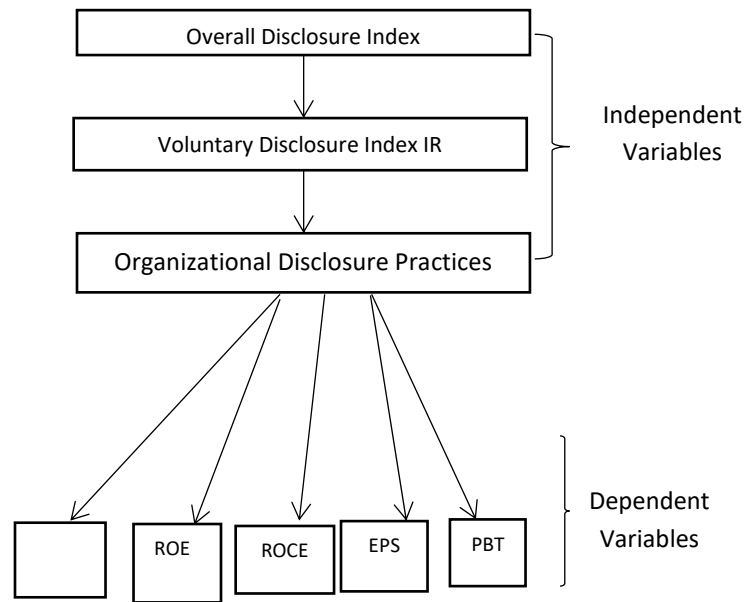 Overall Disclosure Index
Independent
Variables
Voluntary Disclosure Index IR
Organizational Disclosure Practices
ROE
ROCE
EPS
PBT
Dependent
Variables